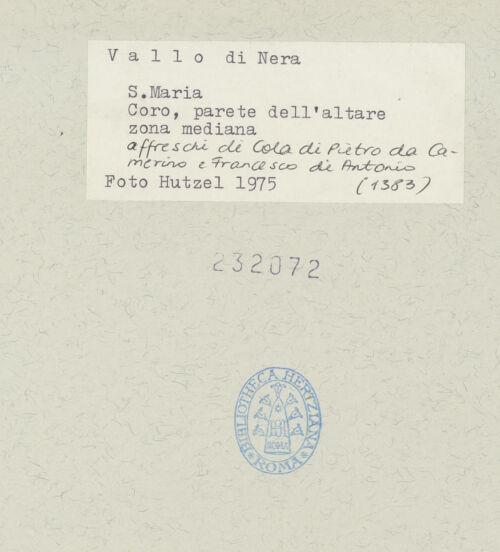 Vallo di Nera
S.Maria
Coro, parete dell'altare
zona mediana
affreschi di Cola di Pietro da Ca-
merino e Francesco di Antonio
Foto Hutzel 1975 (1383)
232072
BIBLIOTHECA HERTZIANA
ROMA
ROMA